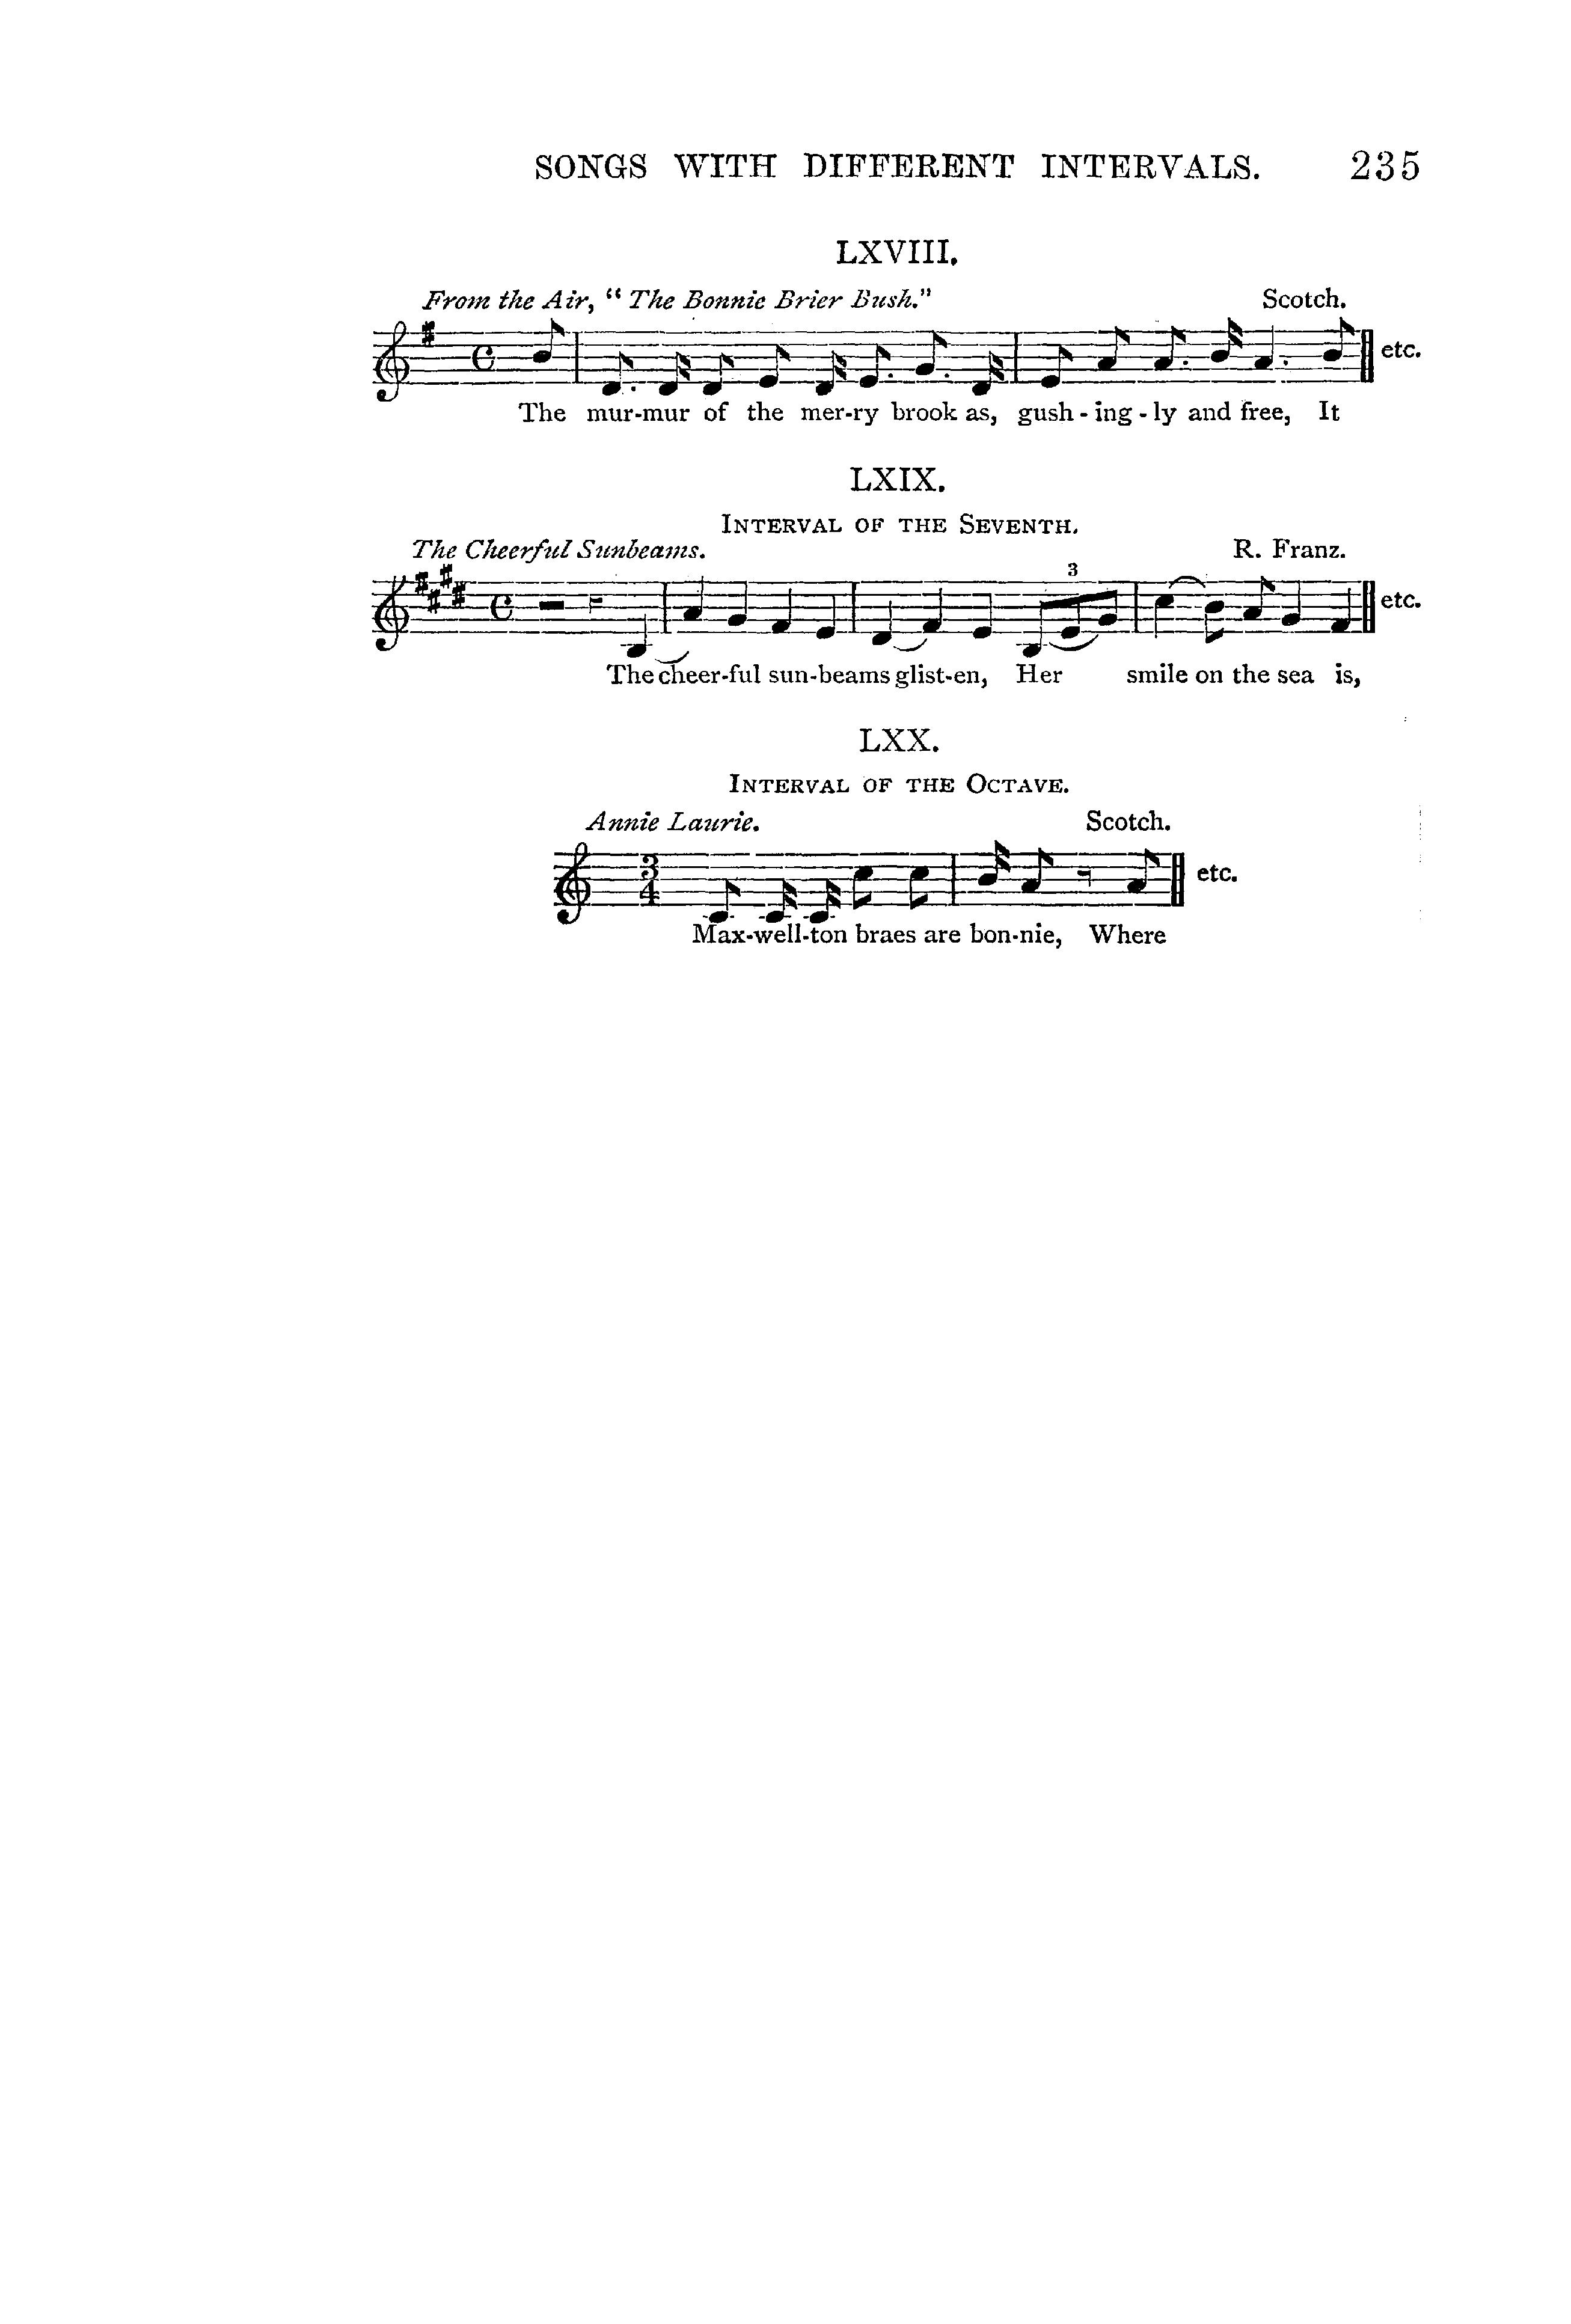 SONGS WITH DIFFERENT INTERVALS. 235
LXVIII.
From the Air, "The Bonnie Brier Bush." Scotch.
etc.
The mur-mur of the mer-ry brook as, gush-ing-ly and free, It
LXIX.
INTERVAL OF THE SEVENTH.
The Cheerful Sunbeams. R. Franz.
3
etc.
The cheer-ful sun-beams glist-en, Her smile on the sea is,
LXX.
INTERVAL OF THE OCTAVE.
Annie Laurie. Scotch.
3
4
etc.
Max-well-ton braes are bon-nie, Where